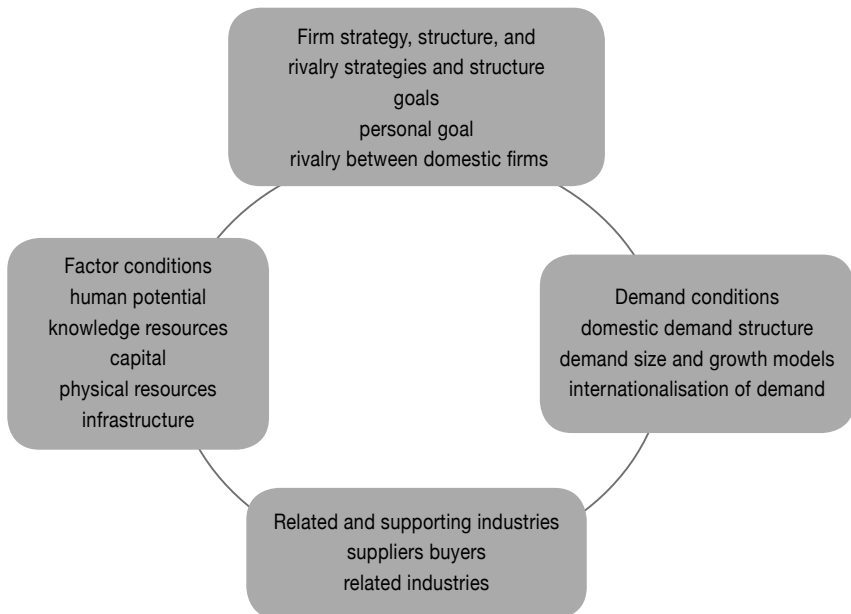 Firm strategy, structure, and
rivalry strategies and structure
goals
personal goal
rivalry between domestic firms
Factor conditions
human potential
knowledge resources
capital
physical resources
infrastructure
Demand conditions
domestic demand structure
demand size and growth models
internationalisation of demand
Related and supporting industries
suppliers buyers
related industries